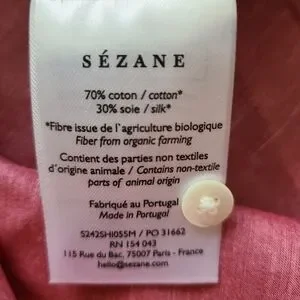 SÉZANE
70% coton / cotton*
30% soie / silk*
*Fibre issue de l'agriculture biologique
Fiber from organic farming
Contient des parties non textiles
d'origine animale / Contains non-textile
parts of animal origin
Fabriqué au Portugal
Made in Portugal
S242SHI055M / PO 31662
RN 154 043
115 Rue du Bac, 75007 Paris - France
hello@sezane.com